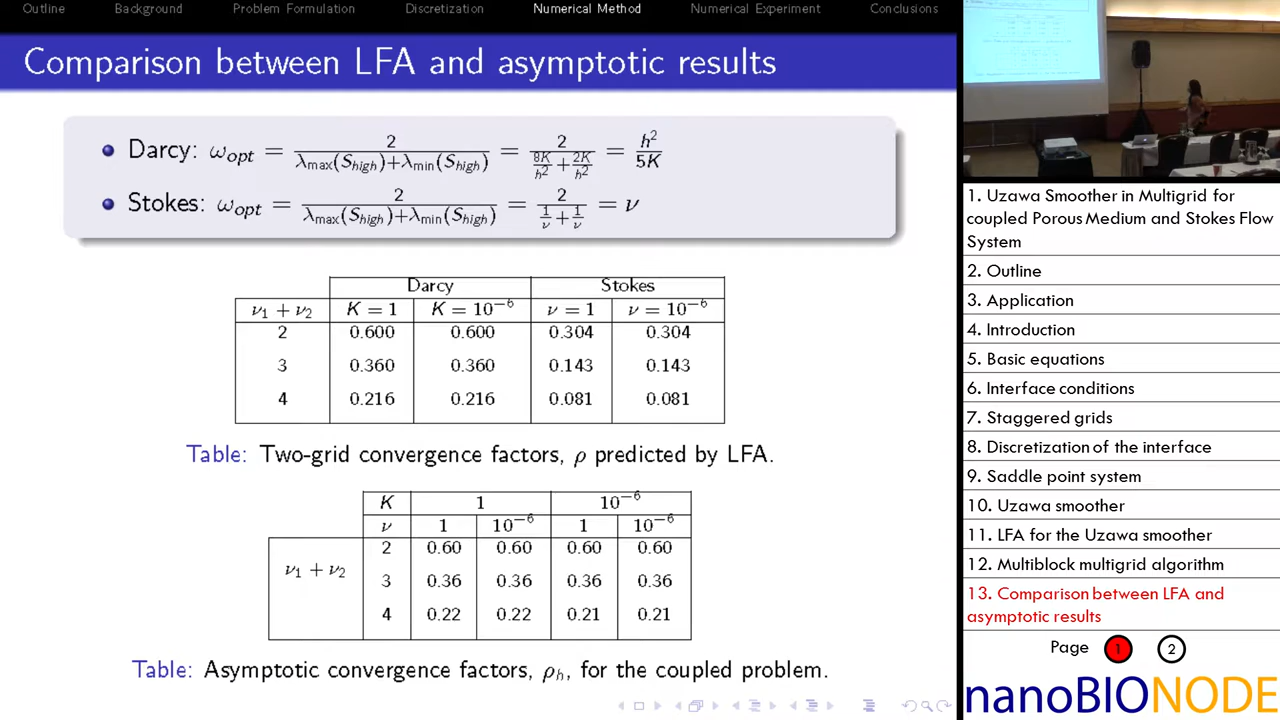 Outline Background Problem Formulation Discretization Numerical Method Numerical Experiment Conclusions
Comparison between LFA and asymptotic results
• Darcy: ω_opt = 2 / (λ_max(S_high)+λ_min(S_high)) = 2 / (8K/h² + 2K/h²) = h²/5K
• Stokes: ω_opt = 2 / (λ_max(S_high)+λ_min(S_high)) = 2 / (1/ν + 1/ν) = ν
Darcy Stokes
ν₁ + ν₂ K = 1 K = 10⁻⁶ ν = 1 ν = 10⁻⁶
2 0.600 0.600 0.304 0.304
3 0.360 0.360 0.143 0.143
4 0.216 0.216 0.081 0.081
Table: Two-grid convergence factors, ρ predicted by LFA.
K 1 10⁻⁶
ν 1 10⁻⁶ 1 10⁻⁶
ν₁ + ν₂
2 0.60 0.60 0.60 0.60
3 0.36 0.36 0.36 0.36
4 0.22 0.22 0.21 0.21
Table: Asymptotic convergence factors, ρ_h, for the coupled problem.
1. Uzawa Smoother in Multigrid for
coupled Porous Medium and Stokes Flow
System
2. Outline
3. Application
4. Introduction
5. Basic equations
6. Interface conditions
7. Staggered grids
8. Discretization of the interface
9. Saddle point system
10. Uzawa smoother
11. LFA for the Uzawa smoother
12. Multiblock multigrid algorithm
13. Comparison between LFA and
asymptotic results
Page 1 2
nanoBIONODE